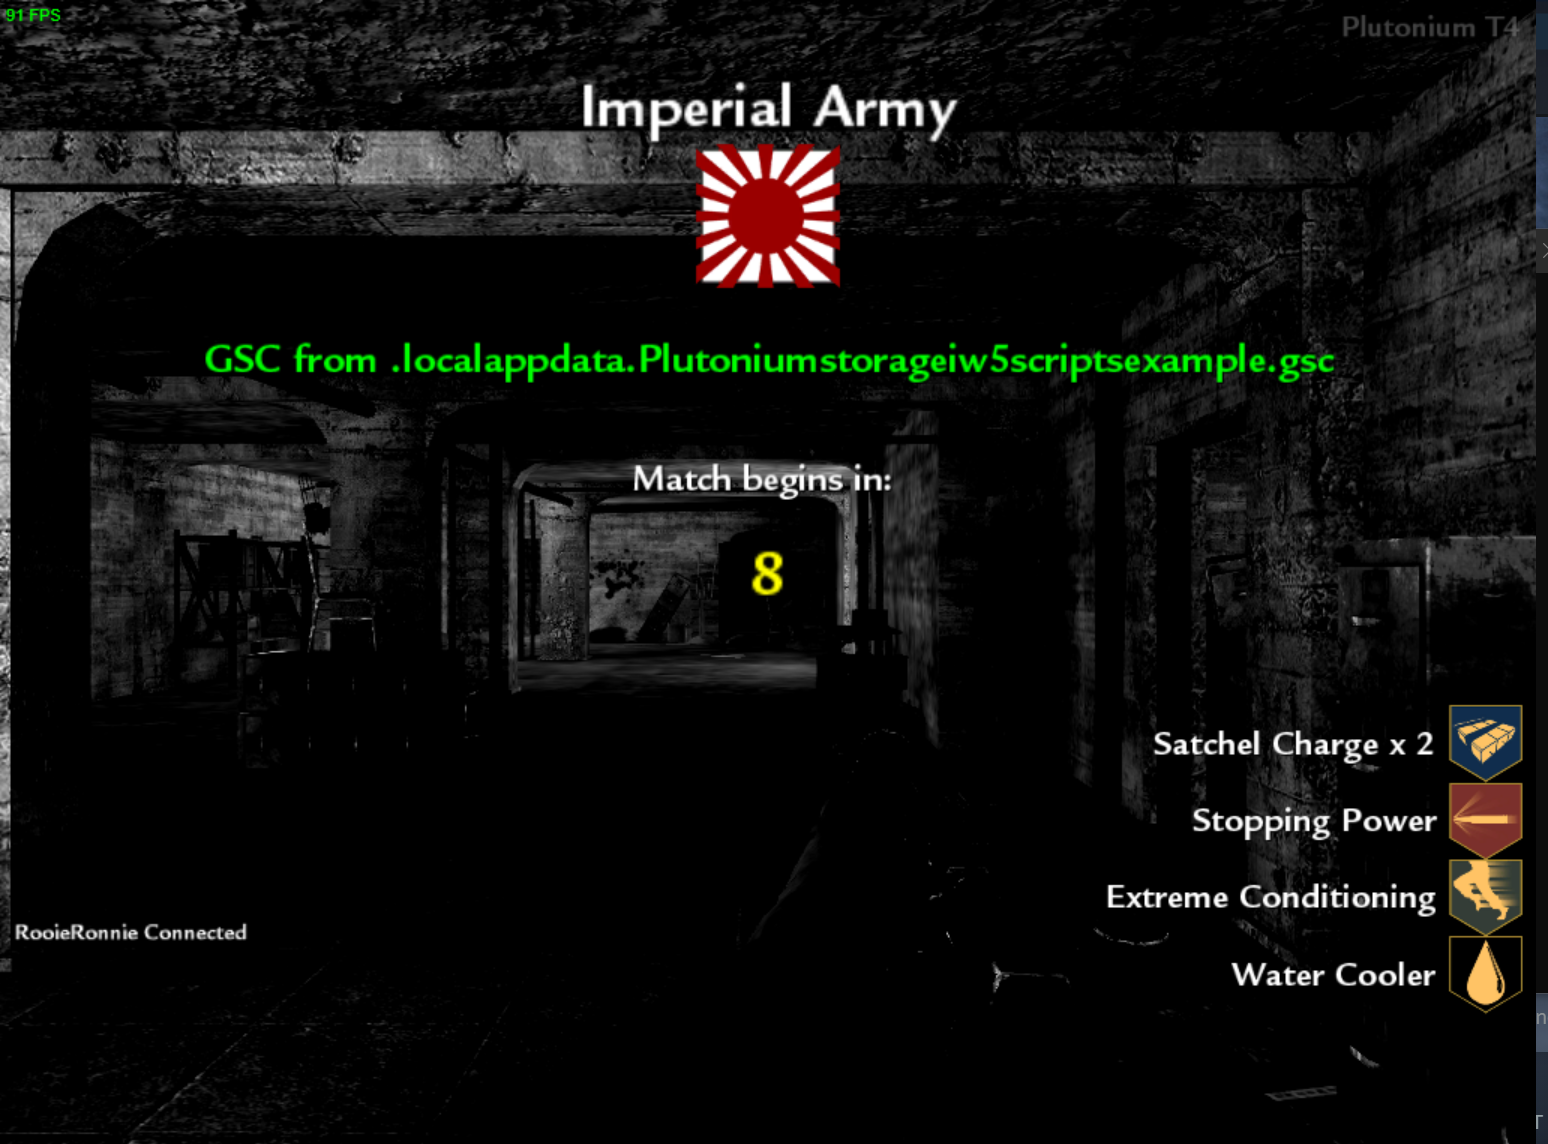 91 FPS
Plutonium T4
Imperial Army
GSC from .localappdata.Plutoniumstorageiw5scriptsexample.gsc
Match begins in:
8
Satchel Charge x 2
Stopping Power
Extreme Conditioning
RooieRonnie Connected
Water Cooler
n
T